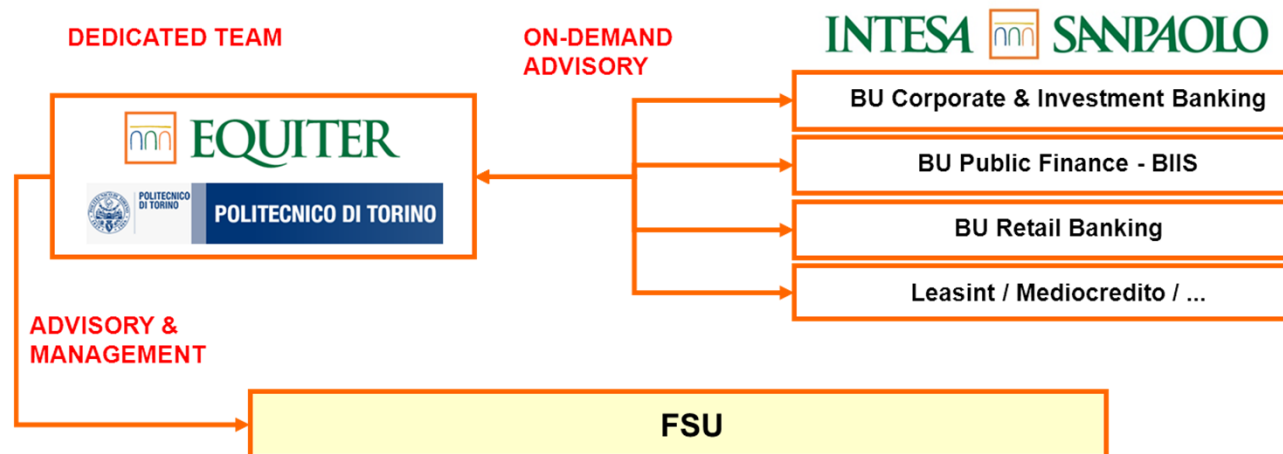 DEDICATED TEAM
ON-DEMAND
ADVISORY
INTESA SANPAOLO
EQUITER
POLITECNICO
DI TORINO
POLITECNICO DI TORINO
BU Corporate & Investment Banking
BU Public Finance - BIIS
BU Retail Banking
Leasint / Mediocredito / ...
ADVISORY &
MANAGEMENT
FSU